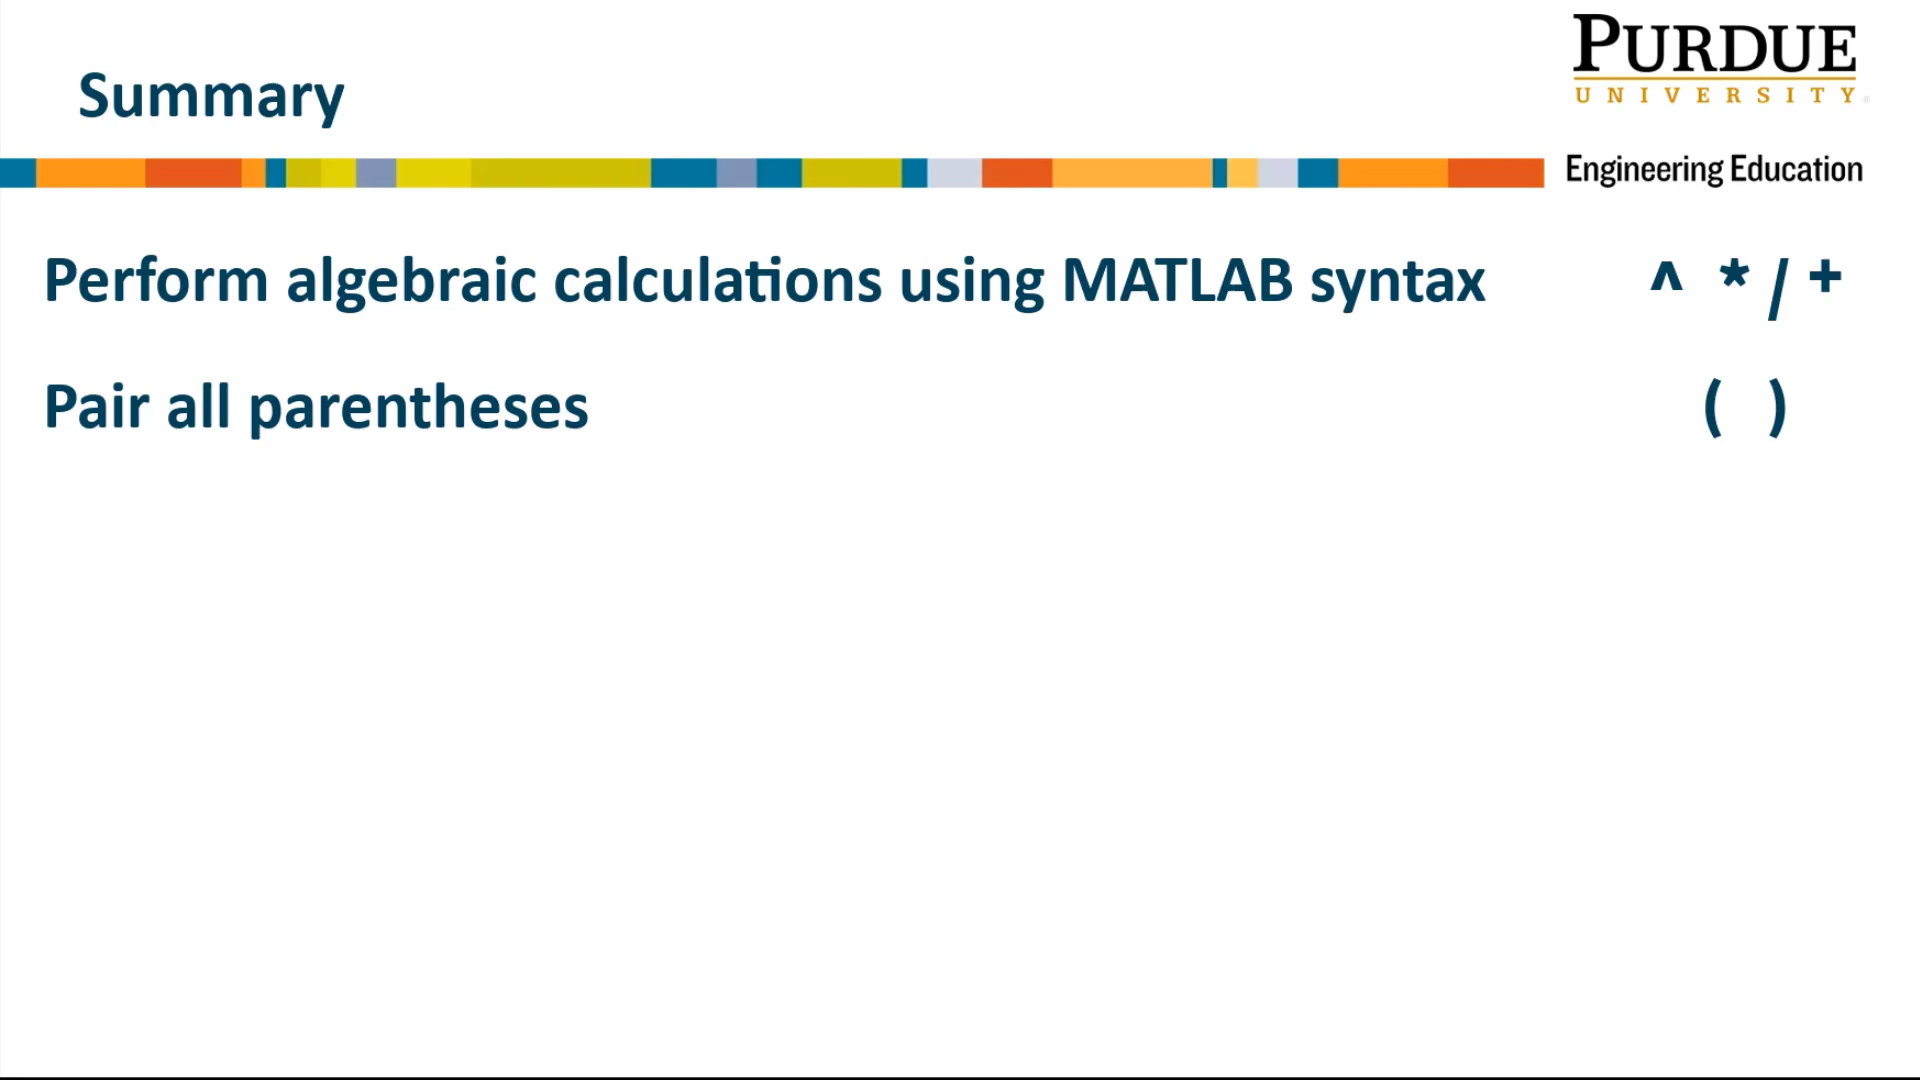 Summary
PURDUE
UNIVERSITY
Engineering Education
Perform algebraic calculations using MATLAB syntax ^ * / +
Pair all parentheses ( )